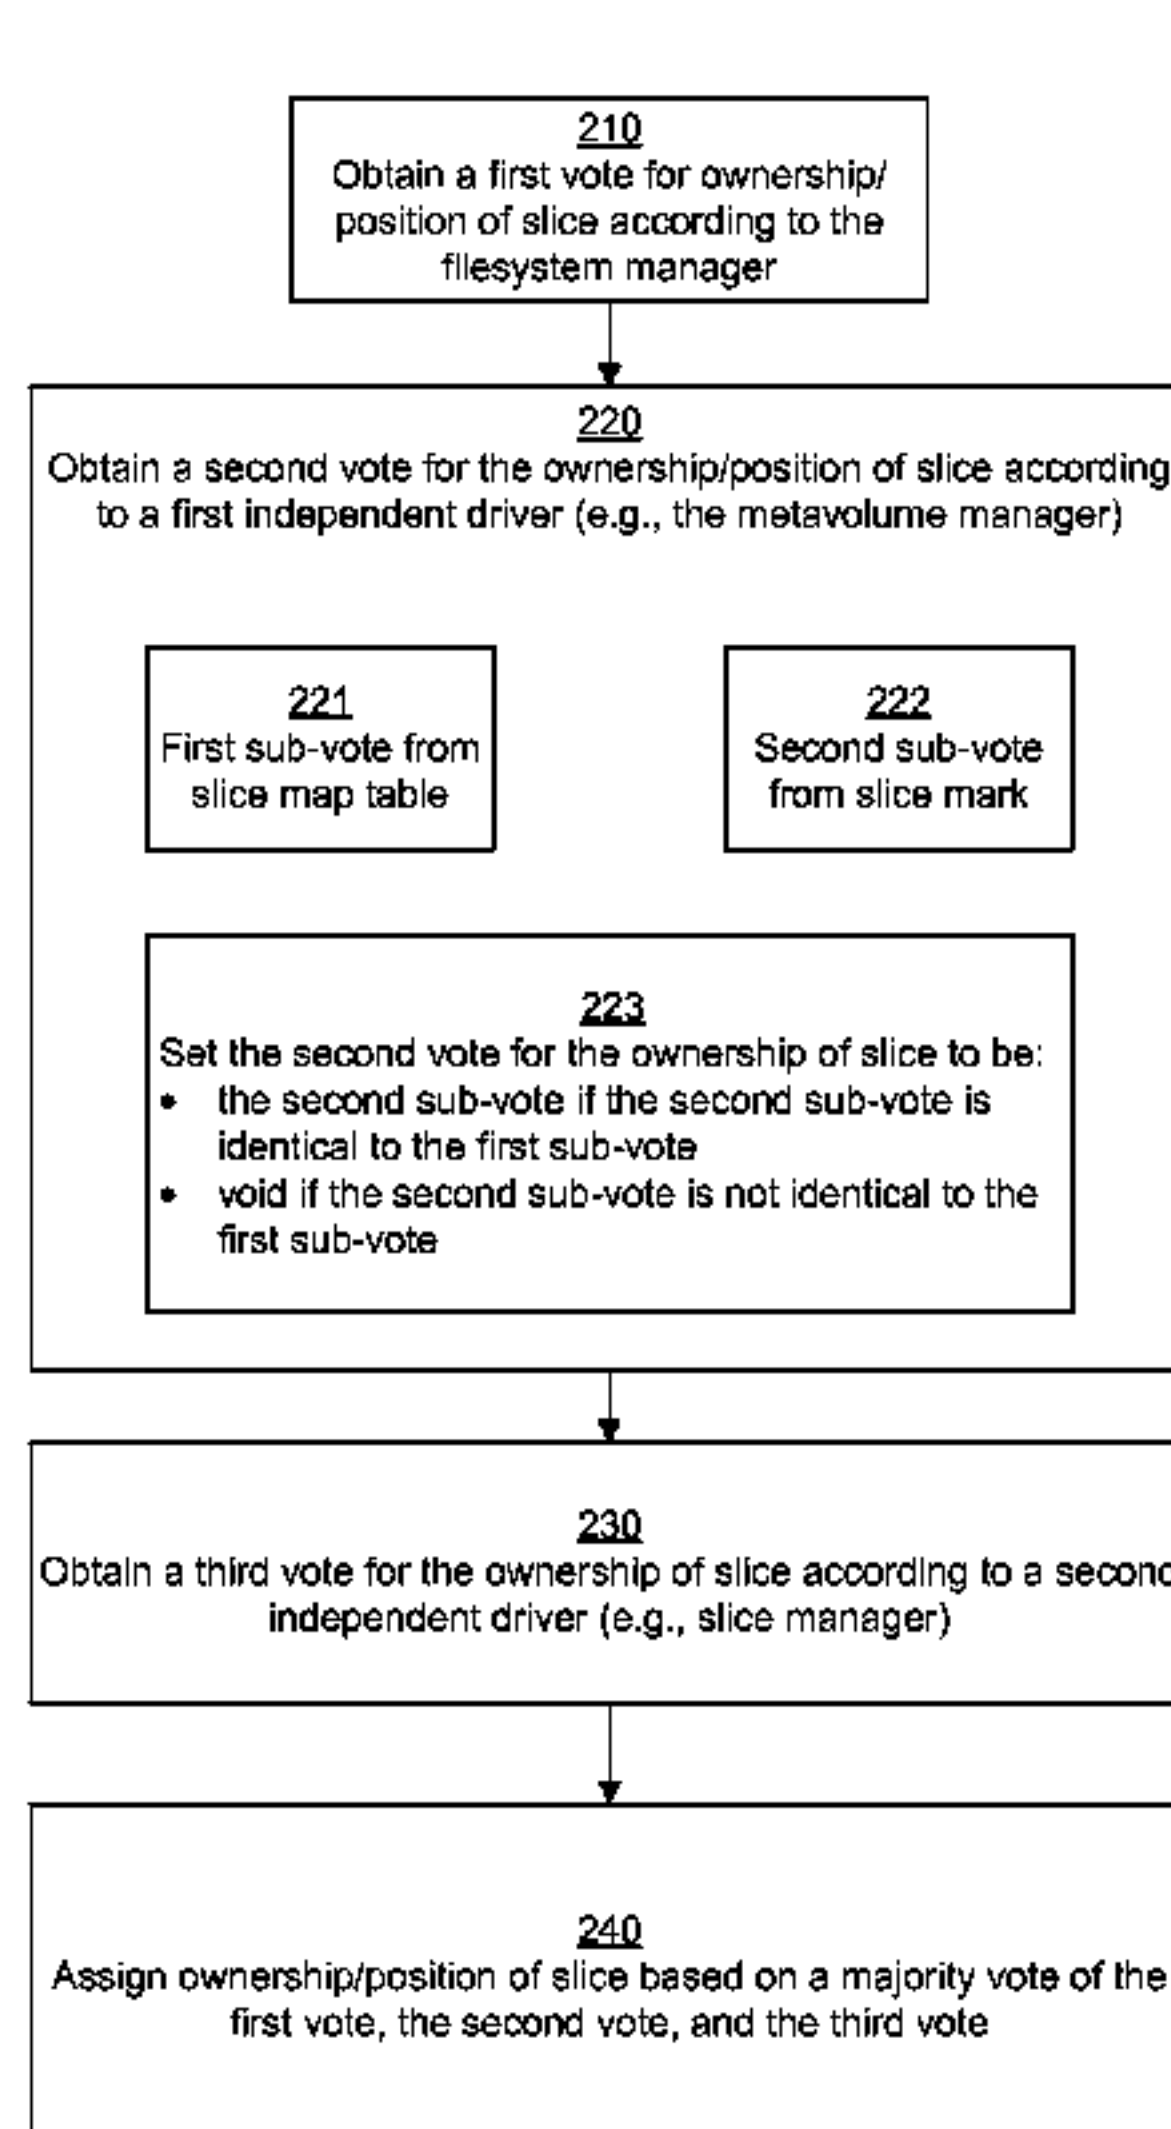 210
Obtain a first vote for ownership/
position of slice according to the
filesystem manager
220
Obtain a second vote for the ownership/position of slice according
to a first independent driver (e.g., the metavolume manager)
221
First sub-vote from
slice map table
222
Second sub-vote
from slice mark
223
Set the second vote for the ownership of slice to be:
• the second sub-vote if the second sub-vote is
identical to the first sub-vote
• void if the second sub-vote is not identical to the
first sub-vote
230
Obtain a third vote for the ownership of slice according to a second
independent driver (e.g., slice manager)
240
Assign ownership/position of slice based on a majority vote of the
first vote, the second vote, and the third vote